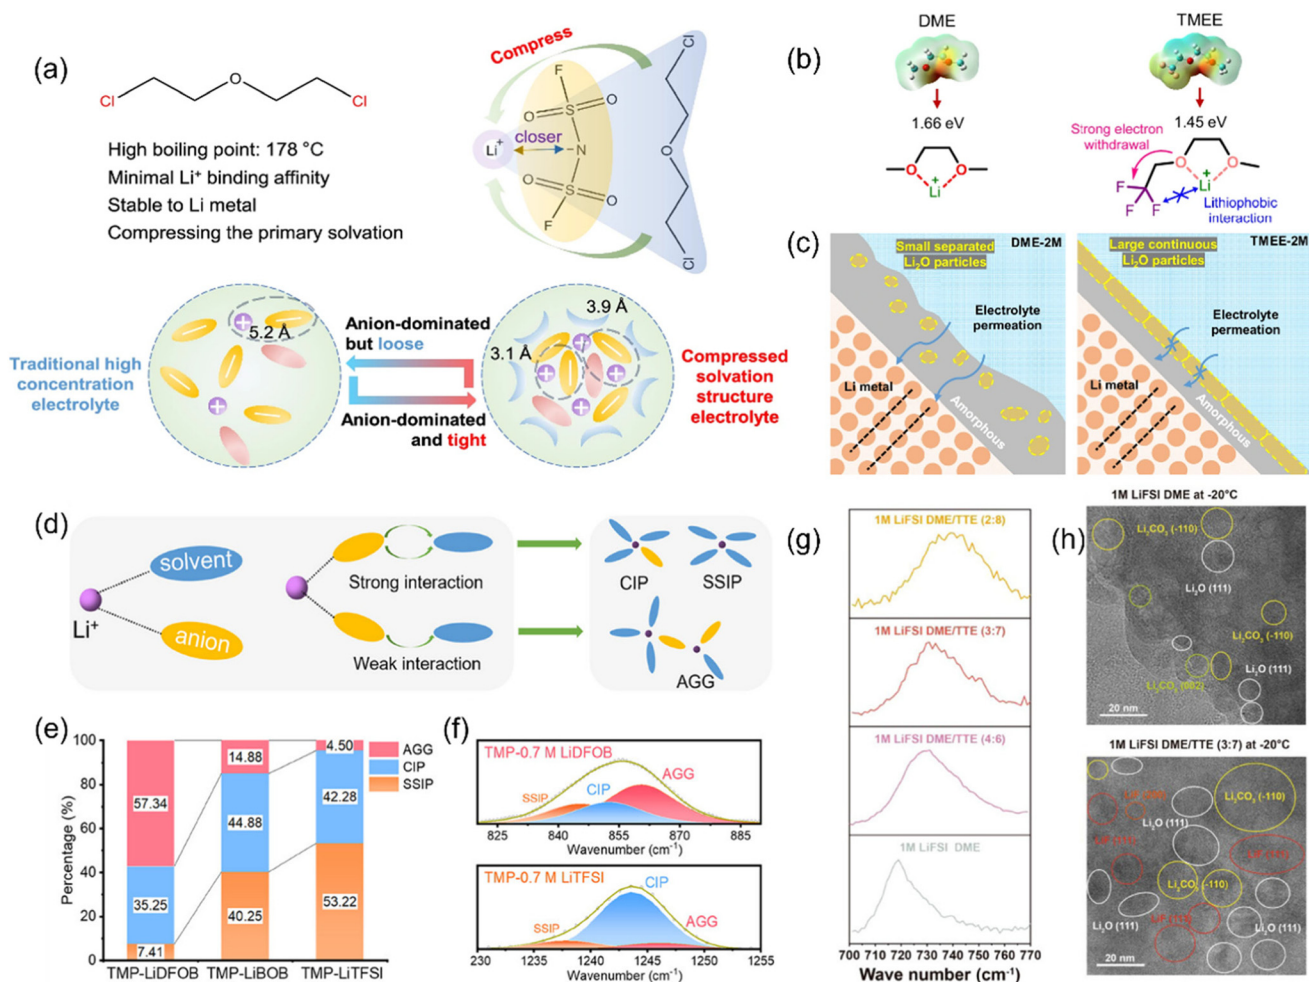 (a)
Cl
O
Cl
High boiling point: 178 °C
Minimal Li⁺ binding affinity
Stable to Li metal
Compressing the primary solvation
Compress
Li⁺
closer
F
O
S
O
N
O
S
O
F
Cl
O
Cl
Traditional high
concentration
electrolyte
5.2 Å
Anion-dominated
but loose
Anion-dominated
and tight
3.9 Å
3.1 Å
Compressed
solvation
structure
electrolyte
(b)
DME
1.66 eV
O
O
+
Li
TMEE
1.45 eV
Strong electron
withdrawal
O
O
+
Li
F
F
F
Lithiophobic
interaction
(c)
Small separated
Li₂O particles
DME-2M
Electrolyte
permeation
Li metal
Amorphous
Large continuous
Li₂O particles
TMEE-2M
Electrolyte
permeation
Li metal
Amorphous
(d)
solvent
Li⁺
anion
Strong interaction
Weak interaction
CIP
SSIP
AGG
(e)
Percentage (%)
100
80
60
40
20
0
57.34
35.25
7.41
14.88
44.88
40.25
4.50
42.28
53.22
AGG
CIP
SSIP
TMP-LiDFOB
TMP-LiBOB
TMP-LiTFSI
(f)
TMP-0.7 M LiDFOB
SSIP
CIP
AGG
825 840 855 870 885
Wavenumber (cm⁻¹)
TMP-0.7 M LiTFSI
SSIP
CIP
AGG
230 1235 1240 1245 1250 1255
Wavenumber (cm⁻¹)
(g)
1M LiFSI DME/TTE (2:8)
1M LiFSI DME/TTE (3:7)
1M LiFSI DME/TTE (4:6)
1M LiFSI DME
700 710 720 730 740 750 760 770
Wave number (cm⁻¹)
(h)
1M LiFSI DME at -20°C
Li₂CO₃ (-110)
Li₂O (111)
Li₂CO₃ (-110)
Li₂CO₃ (002)
Li₂O (111)
20 nm
1M LiFSI DME/TTE (3:7) at -20°C
Li₂CO₃ (-110)
Li₂O (111)
LiF (111)
Li₂CO₃ (-110)
LiF (111)
Li₂O (111)
Li₂O (111)
20 nm